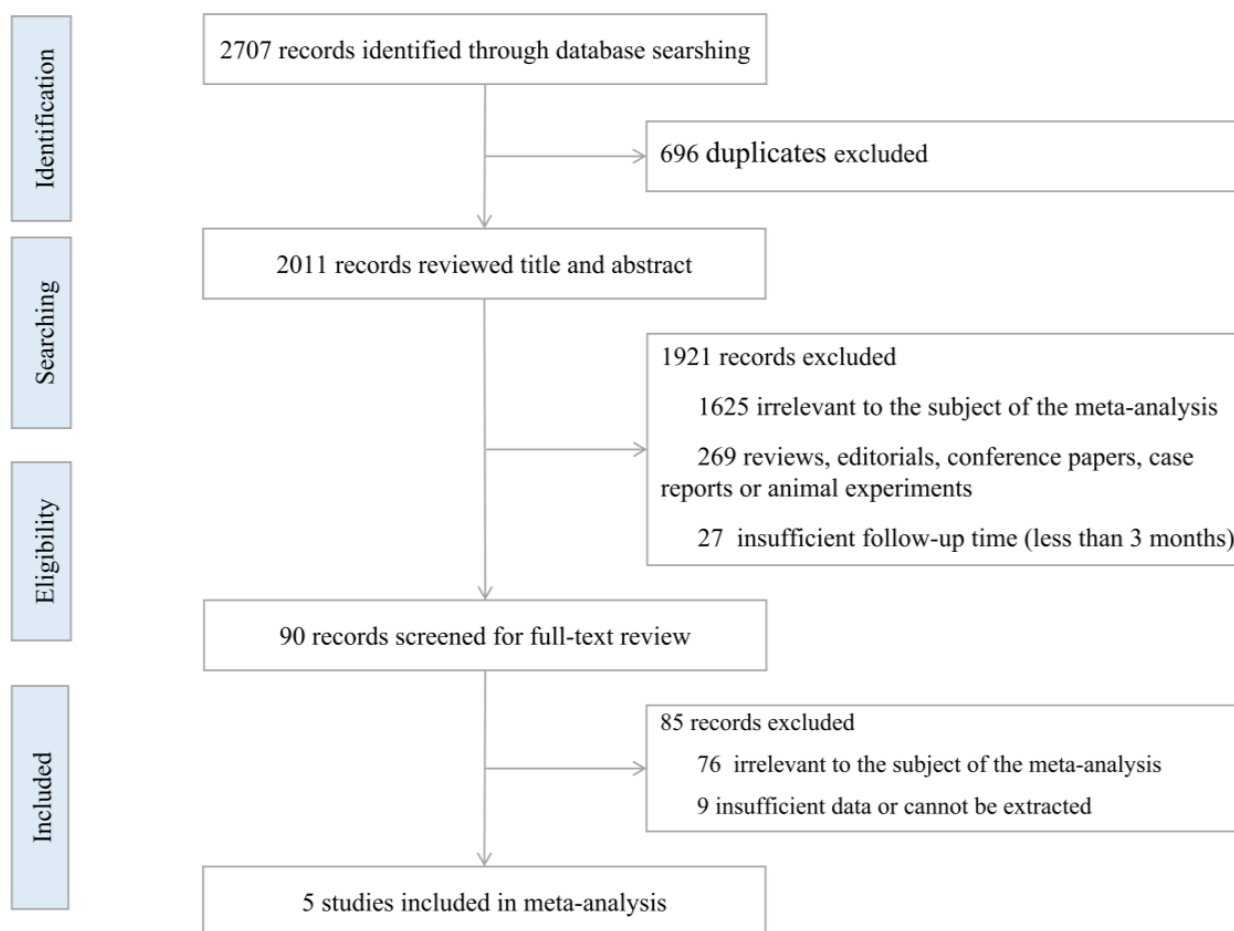 Identification
2707 records identified through database searshing
696 duplicates excluded
Searching
2011 records reviewed title and abstract
1921 records excluded
1625 irrelevant to the subject of the meta-analysis
269 reviews, editorials, conference papers, case
reports or animal experiments
27 insufficient follow-up time (less than 3 months)
Eligibility
90 records screened for full-text review
Included
85 records excluded
76 irrelevant to the subject of the meta-analysis
9 insufficient data or cannot be extracted
5 studies included in meta-analysis